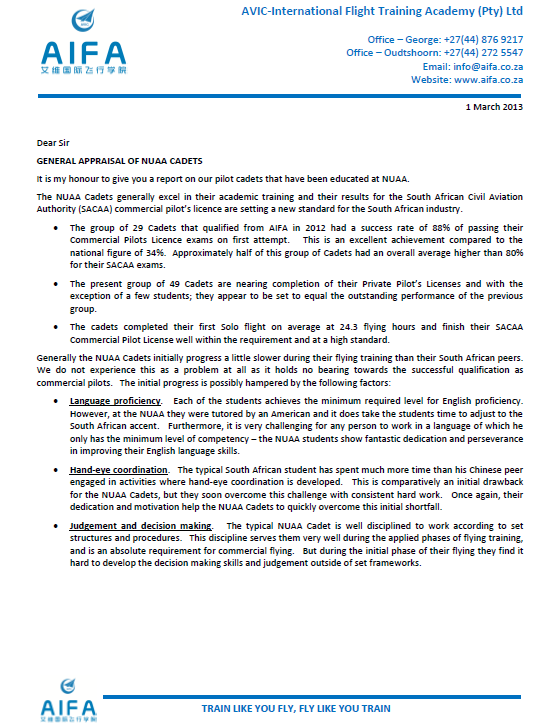 AVIC-International Flight Training Academy (Pty) Ltd
AIFA
艾维国际飞行学院
Office – George: +27(44) 876 9217
Office – Oudtshoorn: +27(44) 272 5547
Email: info@aifa.co.za
Website: www.aifa.co.za
1 March 2013
Dear Sir
GENERAL APPRAISAL OF NUAA CADETS
It is my honour to give you a report on our pilot cadets that have been educated at NUAA.
The NUAA Cadets generally excel in their academic training and their results for the South African Civil Aviation
Authority (SACAA) commercial pilot's licence are setting a new standard for the South African industry.
• The group of 29 Cadets that qualified from AIFA in 2012 had a success rate of 88% of passing their
Commercial Pilots Licence exams on first attempt. This is an excellent achievement compared to the
national figure of 34%. Approximately half of this group of Cadets had an overall average higher than 80%
for their SACAA exams.
• The present group of 49 Cadets are nearing completion of their Private Pilot's Licenses and with the
exception of a few students; they appear to be set to equal the outstanding performance of the previous
group.
• The cadets completed their first Solo flight on average at 24.3 flying hours and finish their SACAA
Commercial Pilot License well within the requirement and at a high standard.
Generally the NUAA Cadets initially progress a little slower during their flying training than their South African peers.
We do not experience this as a problem at all as it holds no bearing towards the successful qualification as
commercial pilots. The initial progress is possibly hampered by the following factors:
• Language proficiency. Each of the students achieves the minimum required level for English proficiency.
However, at the NUAA they were tutored by an American and it does take the students time to adjust to the
South African accent. Furthermore, it is very challenging for any person to work in a language of which he
only has the minimum level of competency – the NUAA students show fantastic dedication and perseverance
in improving their English language skills.
• Hand-eye coordination. The typical South African student has spent much more time than his Chinese peer
engaged in activities where hand-eye coordination is developed. This is comparatively an initial drawback
for the NUAA Cadets, but they soon overcome this challenge with consistent hard work. Once again, their
dedication and motivation help the NUAA Cadets to quickly overcome this initial shortfall.
• Judgement and decision making. The typical NUAA Cadet is well disciplined to work according to set
structures and procedures. This discipline serves them very well during the applied phases of flying training,
and is an absolute requirement for commercial flying. But during the initial phase of their flying they find it
hard to develop the decision making skills and judgement outside of set frameworks.
AIFA
艾维国际飞行学院
TRAIN LIKE YOU FLY, FLY LIKE YOU TRAIN